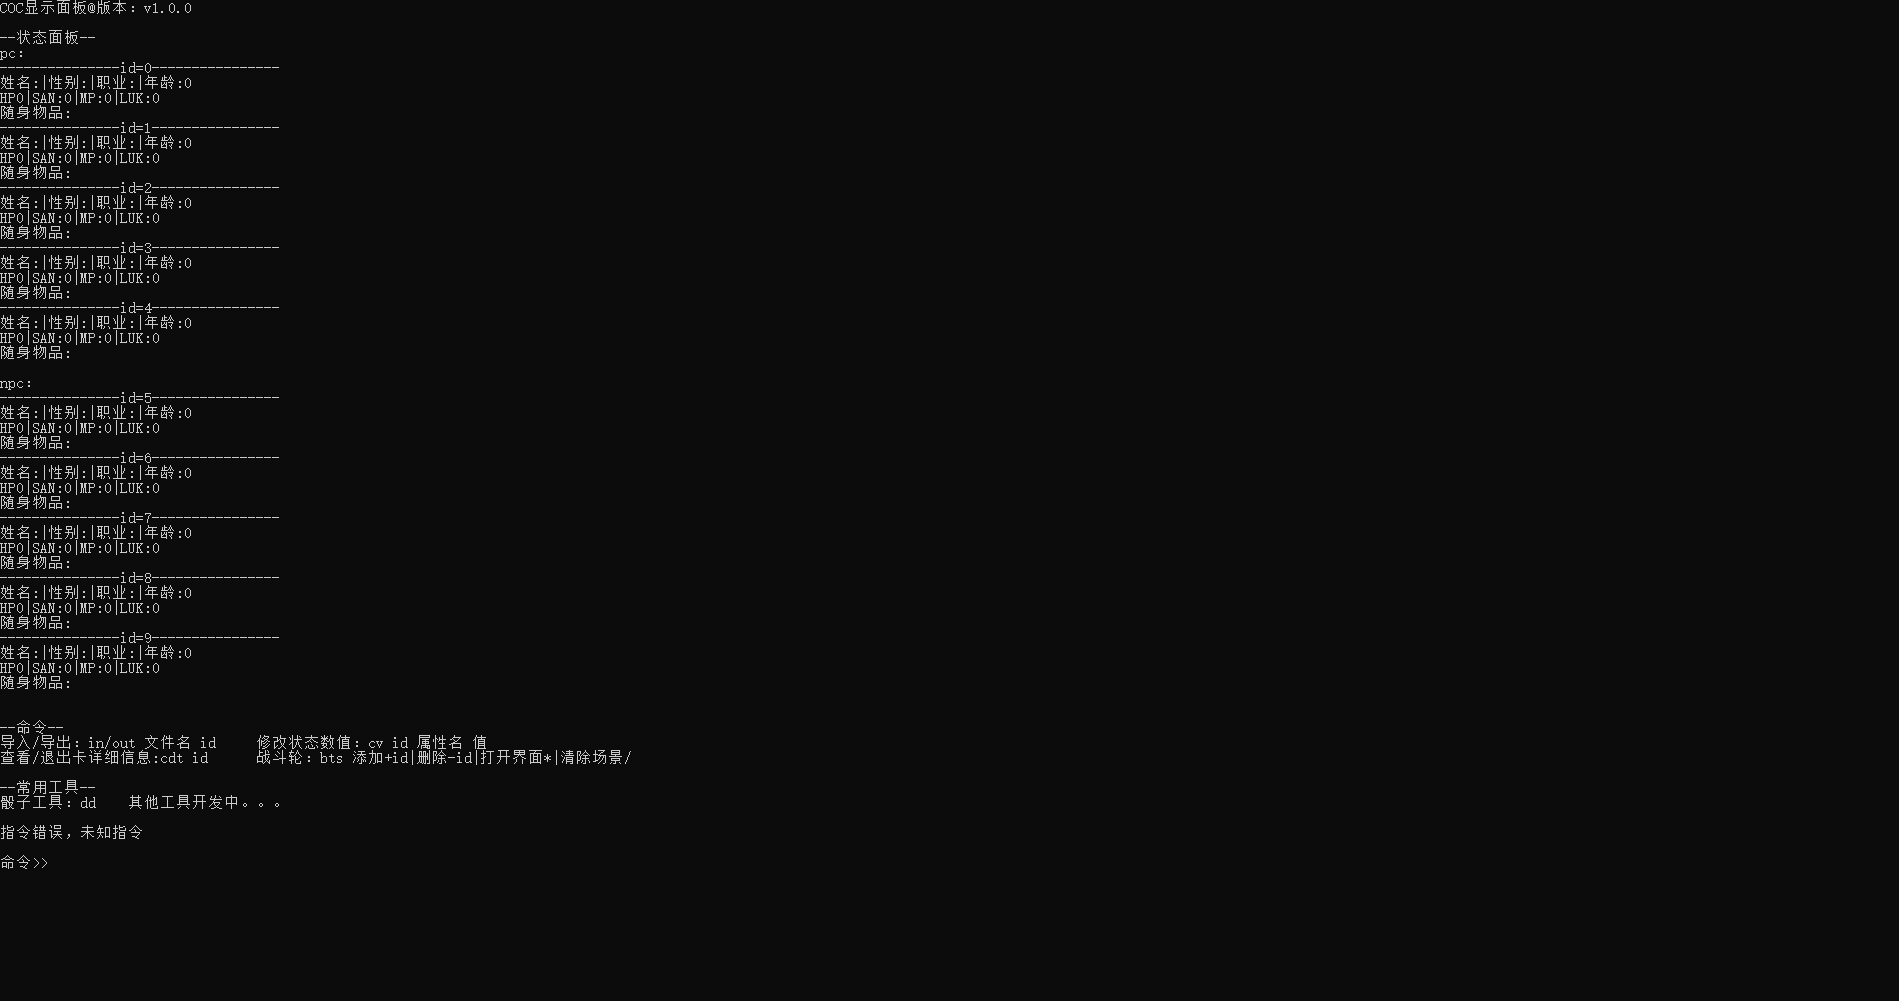 COC显示面板@版本：v1.0.0
--状态面板--
pc:
---------------id=0----------------
姓名:|性别:|职业:|年龄:0
HP0|SAN:0|MP:0|LUK:0
随身物品:
---------------id=1----------------
姓名:|性别:|职业:|年龄:0
HP0|SAN:0|MP:0|LUK:0
随身物品:
---------------id=2----------------
姓名:|性别:|职业:|年龄:0
HP0|SAN:0|MP:0|LUK:0
随身物品:
---------------id=3----------------
姓名:|性别:|职业:|年龄:0
HP0|SAN:0|MP:0|LUK:0
随身物品:
---------------id=4----------------
姓名:|性别:|职业:|年龄:0
HP0|SAN:0|MP:0|LUK:0
随身物品:
npc:
---------------id=5----------------
姓名:|性别:|职业:|年龄:0
HP0|SAN:0|MP:0|LUK:0
随身物品:
---------------id=6----------------
姓名:|性别:|职业:|年龄:0
HP0|SAN:0|MP:0|LUK:0
随身物品:
---------------id=7----------------
姓名:|性别:|职业:|年龄:0
HP0|SAN:0|MP:0|LUK:0
随身物品:
---------------id=8----------------
姓名:|性别:|职业:|年龄:0
HP0|SAN:0|MP:0|LUK:0
随身物品:
---------------id=9----------------
姓名:|性别:|职业:|年龄:0
HP0|SAN:0|MP:0|LUK:0
随身物品:
--命令--
导入/导出：in/out 文件名 id     修改状态数值：cv id 属性名 值
查看/退出卡详细信息:cdt id      战斗轮：bts 添加+id|删除-id|打开界面*|清除场景/
--常用工具--
骰子工具：dd    其他工具开发中。。。
指令错误，未知指令
命令>>